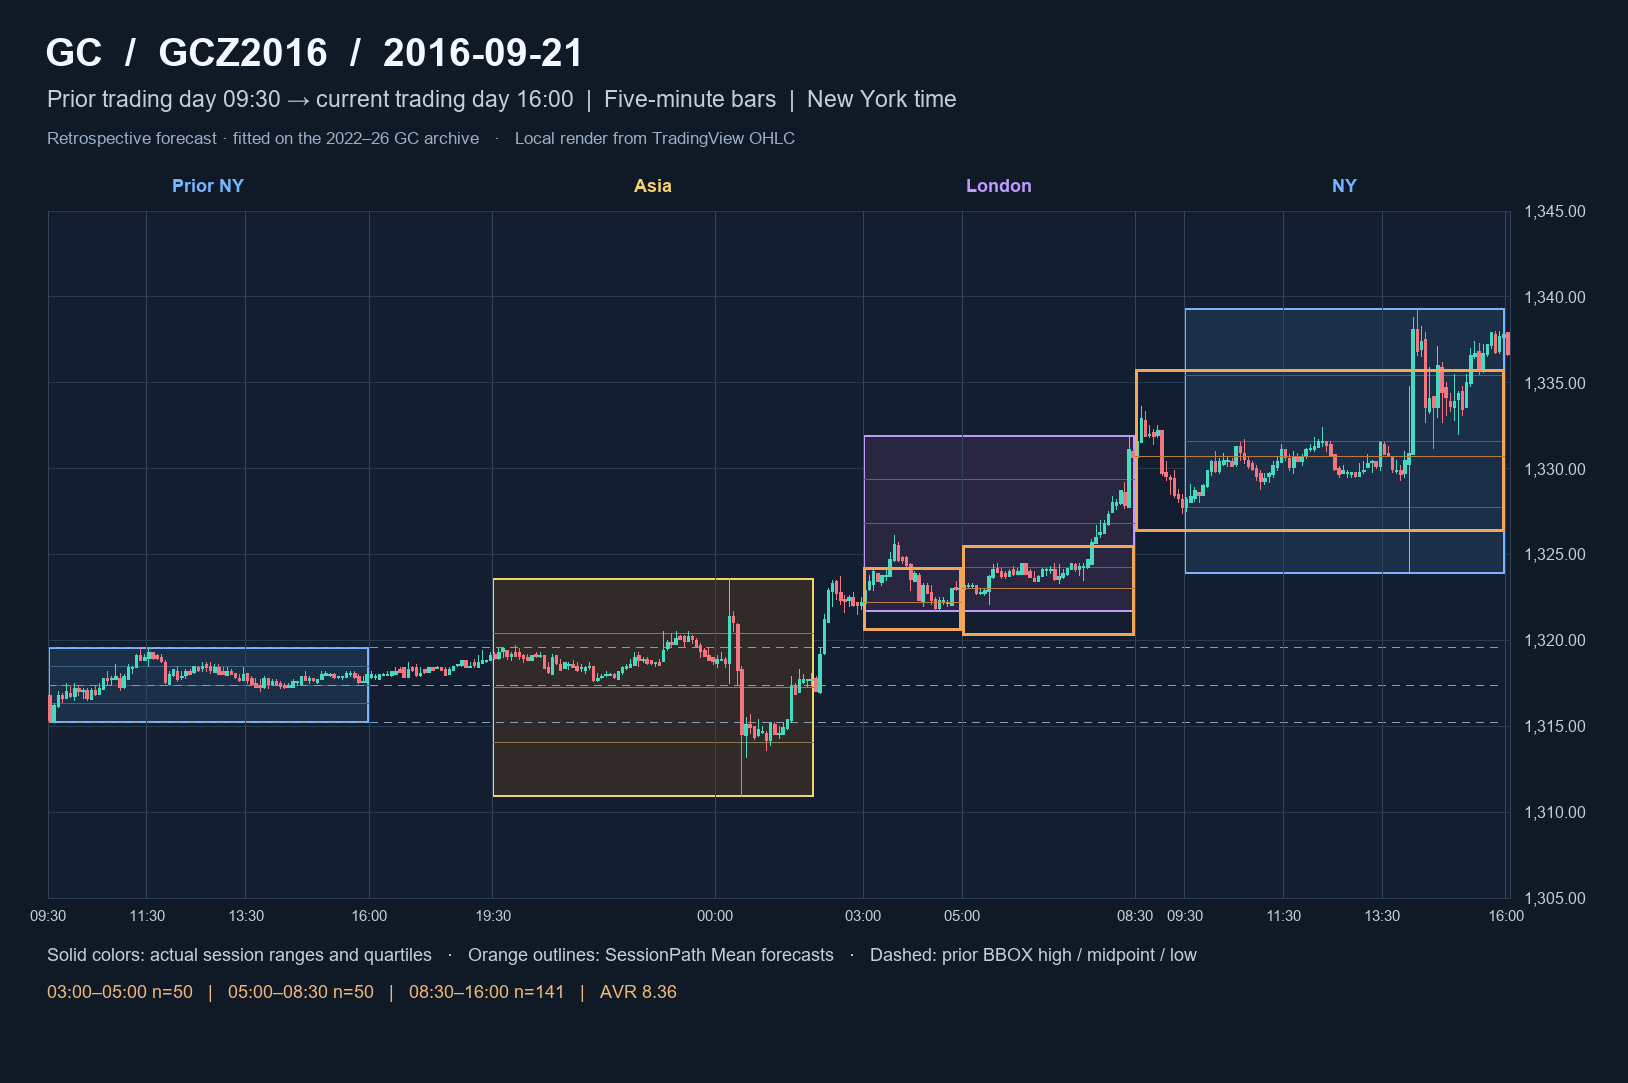 GC / GCZ2016 / 2016-09-21
Prior trading day 09:30 → current trading day 16:00 | Five-minute bars | New York time
Retrospective forecast · fitted on the 2022–26 GC archive · Local render from TradingView OHLC
Prior NY Asia London NY
1,345.00
1,340.00
1,335.00
1,330.00
1,325.00
1,320.00
1,315.00
1,310.00
1,305.00
09:30 11:30 13:30 16:00 19:30 00:00 03:00 05:00 08:30 09:30 11:30 13:30 16:00
Solid colors: actual session ranges and quartiles · Orange outlines: SessionPath Mean forecasts · Dashed: prior BBOX high / midpoint / low
03:00–05:00 n=50 | 05:00–08:30 n=50 | 08:30–16:00 n=141 | AVR 8.36